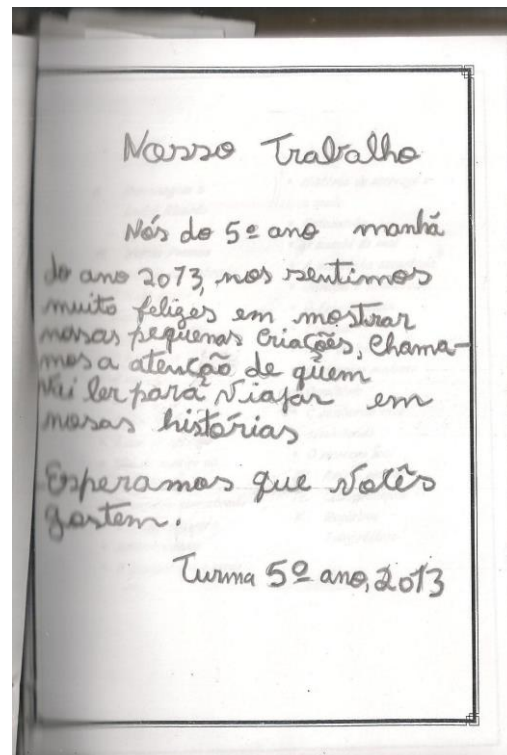 Nosso Trabalho
Nós do 5º ano manhã
do ano 2013, nos sentimos
muito felizes em mostrar
nossas pequenas criações, Chama-
mos a atenção de quem
vai ler para viajar em
nossas histórias
Esperamos que vocês
gostem.
Turma 5º ano, 2013